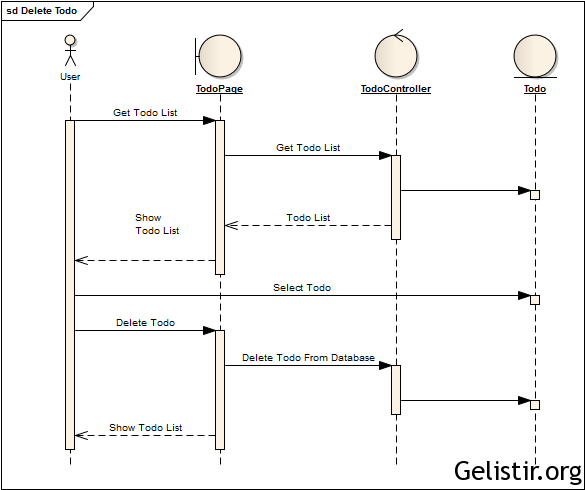 sd Delete Todo
User
TodoPage
TodoController
Todo
Get Todo List
Get Todo List
Todo List
Show
Todo List
Select Todo
Delete Todo
Delete Todo From Database
Show Todo List
Gelistir.org